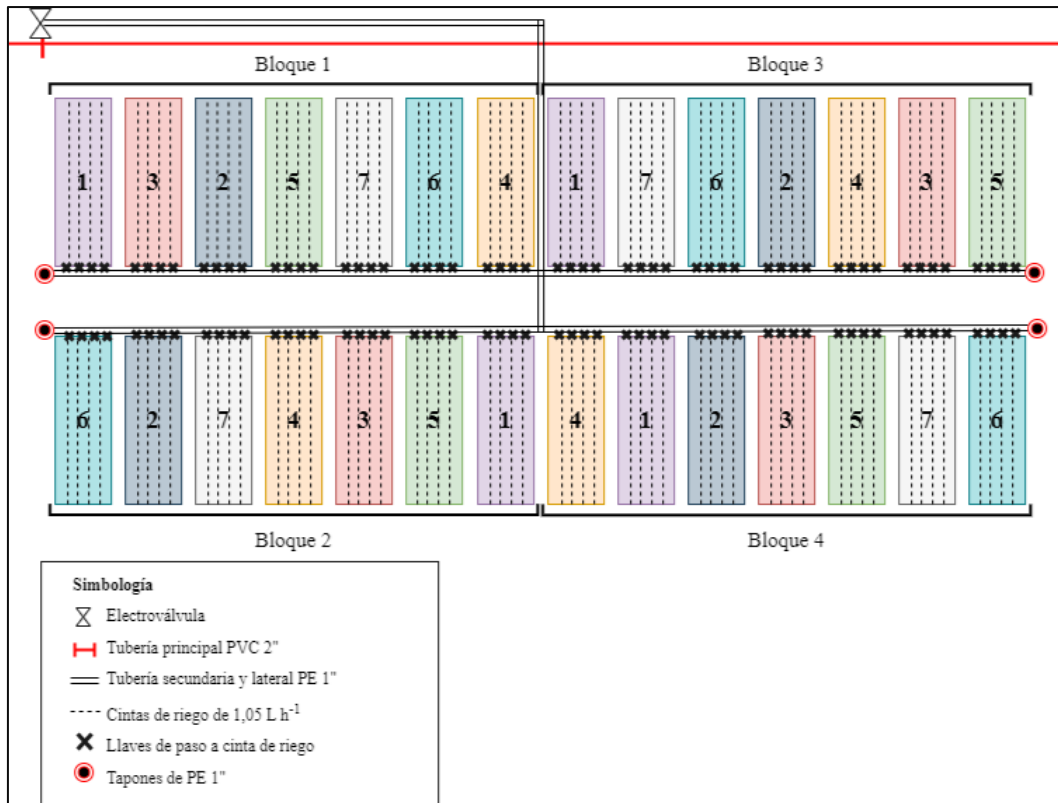 Bloque 1 Bloque 3
1 3 2 5 7 6 4 1 7 6 2 4 3 5
6 2 7 4 3 5 1 4 1 2 3 5 7 6
Bloque 2 Bloque 4
Simbología
Electroválvula
Tubería principal PVC 2"
Tubería secundaria y lateral PE 1"
Cintas de riego de 1,05 L h⁻¹
Llaves de paso a cinta de riego
Tapones de PE 1"